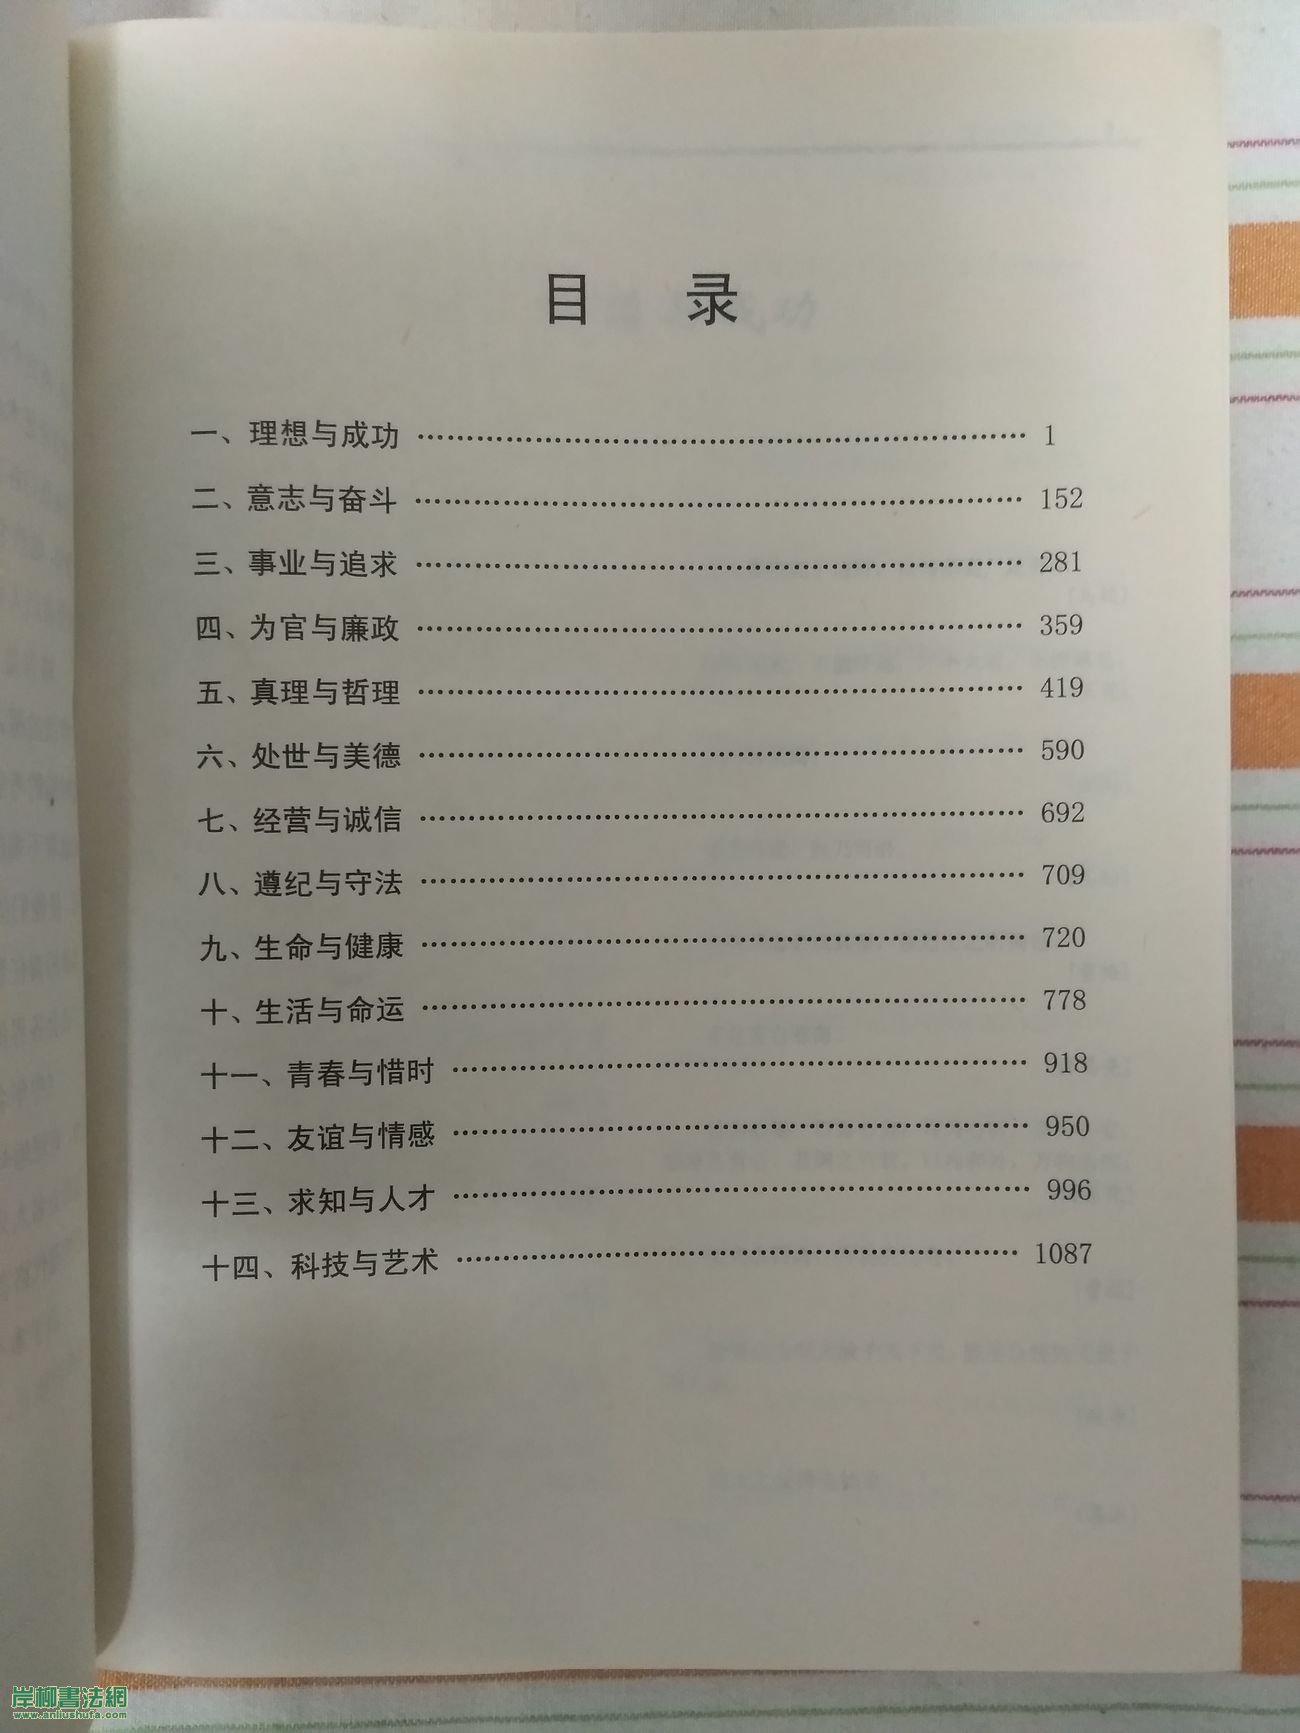 目 录
一、理想与成功 …………………………………………………… 1
二、意志与奋斗 …………………………………………………… 152
三、事业与追求 …………………………………………………… 281
四、为官与廉政 …………………………………………………… 359
五、真理与哲理 …………………………………………………… 419
六、处世与美德 …………………………………………………… 590
七、经营与诚信 …………………………………………………… 692
八、遵纪与守法 …………………………………………………… 709
九、生命与健康 …………………………………………………… 720
十、生活与命运 …………………………………………………… 778
十一、青春与惜时 ………………………………………………… 918
十二、友谊与情感 ………………………………………………… 950
十三、求知与人才 ………………………………………………… 996
十四、科技与艺术 ………………………………………………… 1087
岸柳書法網
www.anliushufa.com